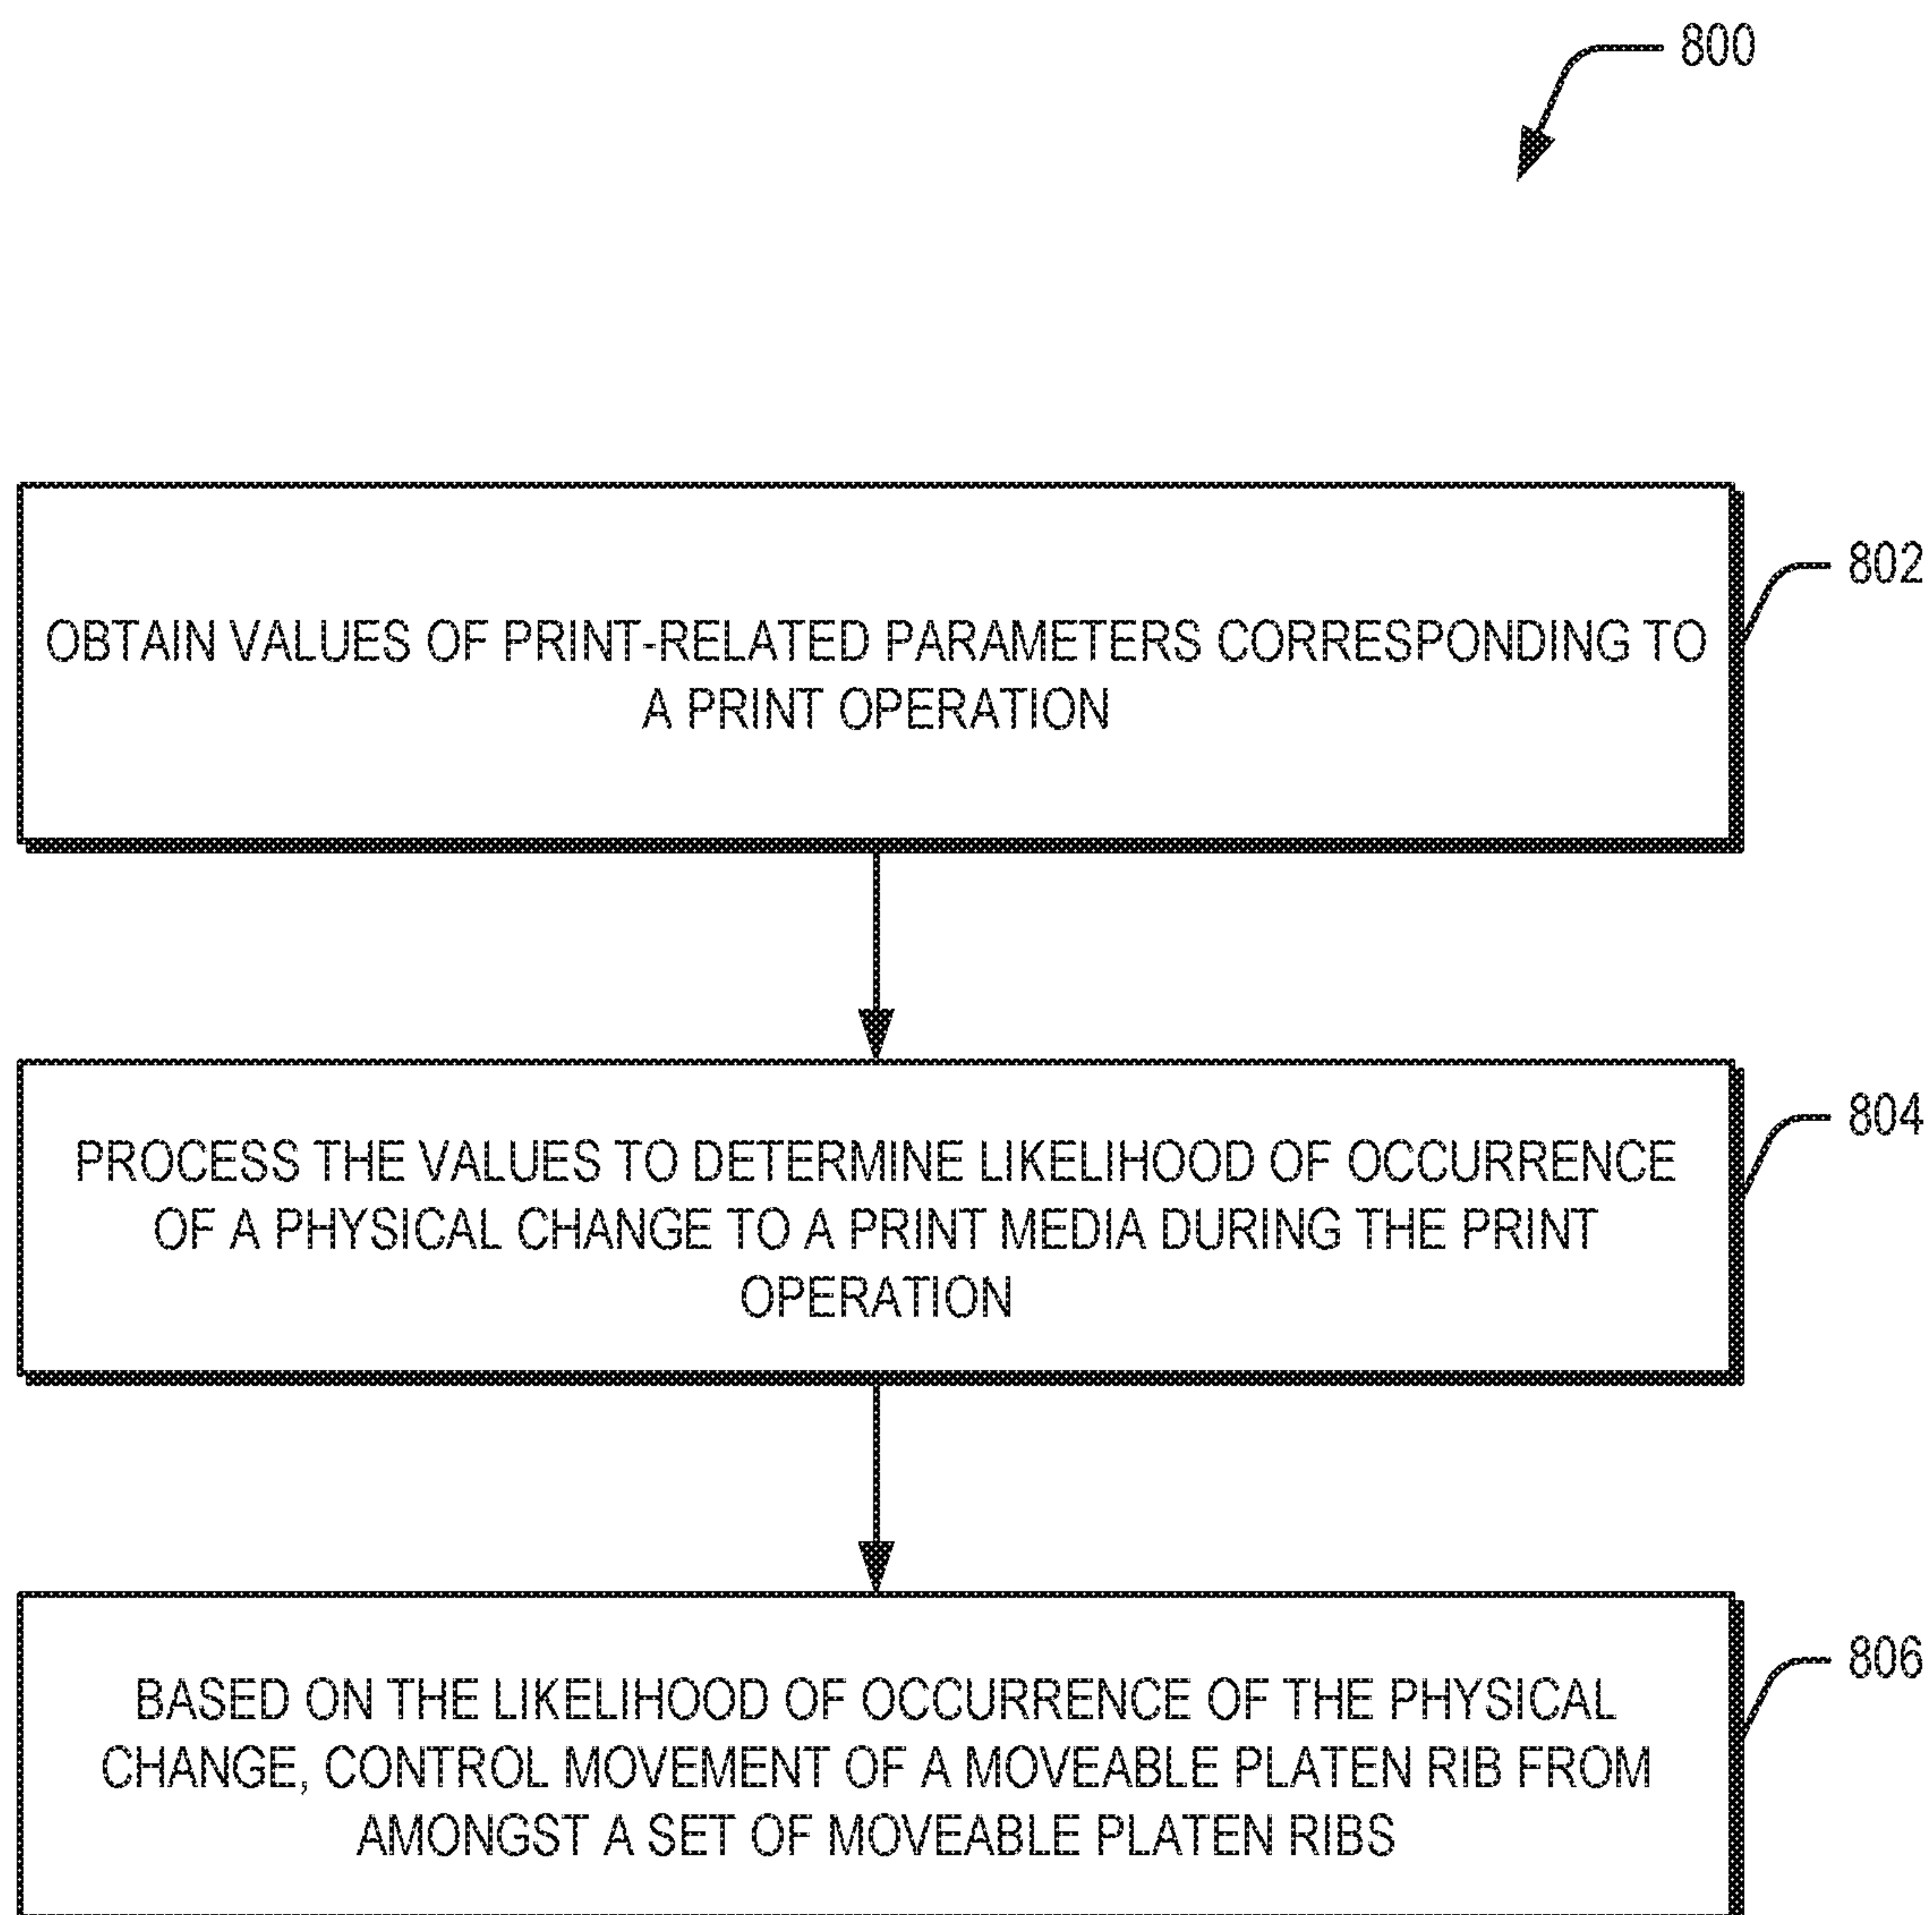 800
802
OBTAIN VALUES OF PRINT-RELATED PARAMETERS CORRESPONDING TO
A PRINT OPERATION
804
PROCESS THE VALUES TO DETERMINE LIKELIHOOD OF OCCURRENCE
OF A PHYSICAL CHANGE TO A PRINT MEDIA DURING THE PRINT
OPERATION
806
BASED ON THE LIKELIHOOD OF OCCURRENCE OF THE PHYSICAL
CHANGE, CONTROL MOVEMENT OF A MOVEABLE PLATEN RIB FROM
AMONGST A SET OF MOVEABLE PLATEN RIBS